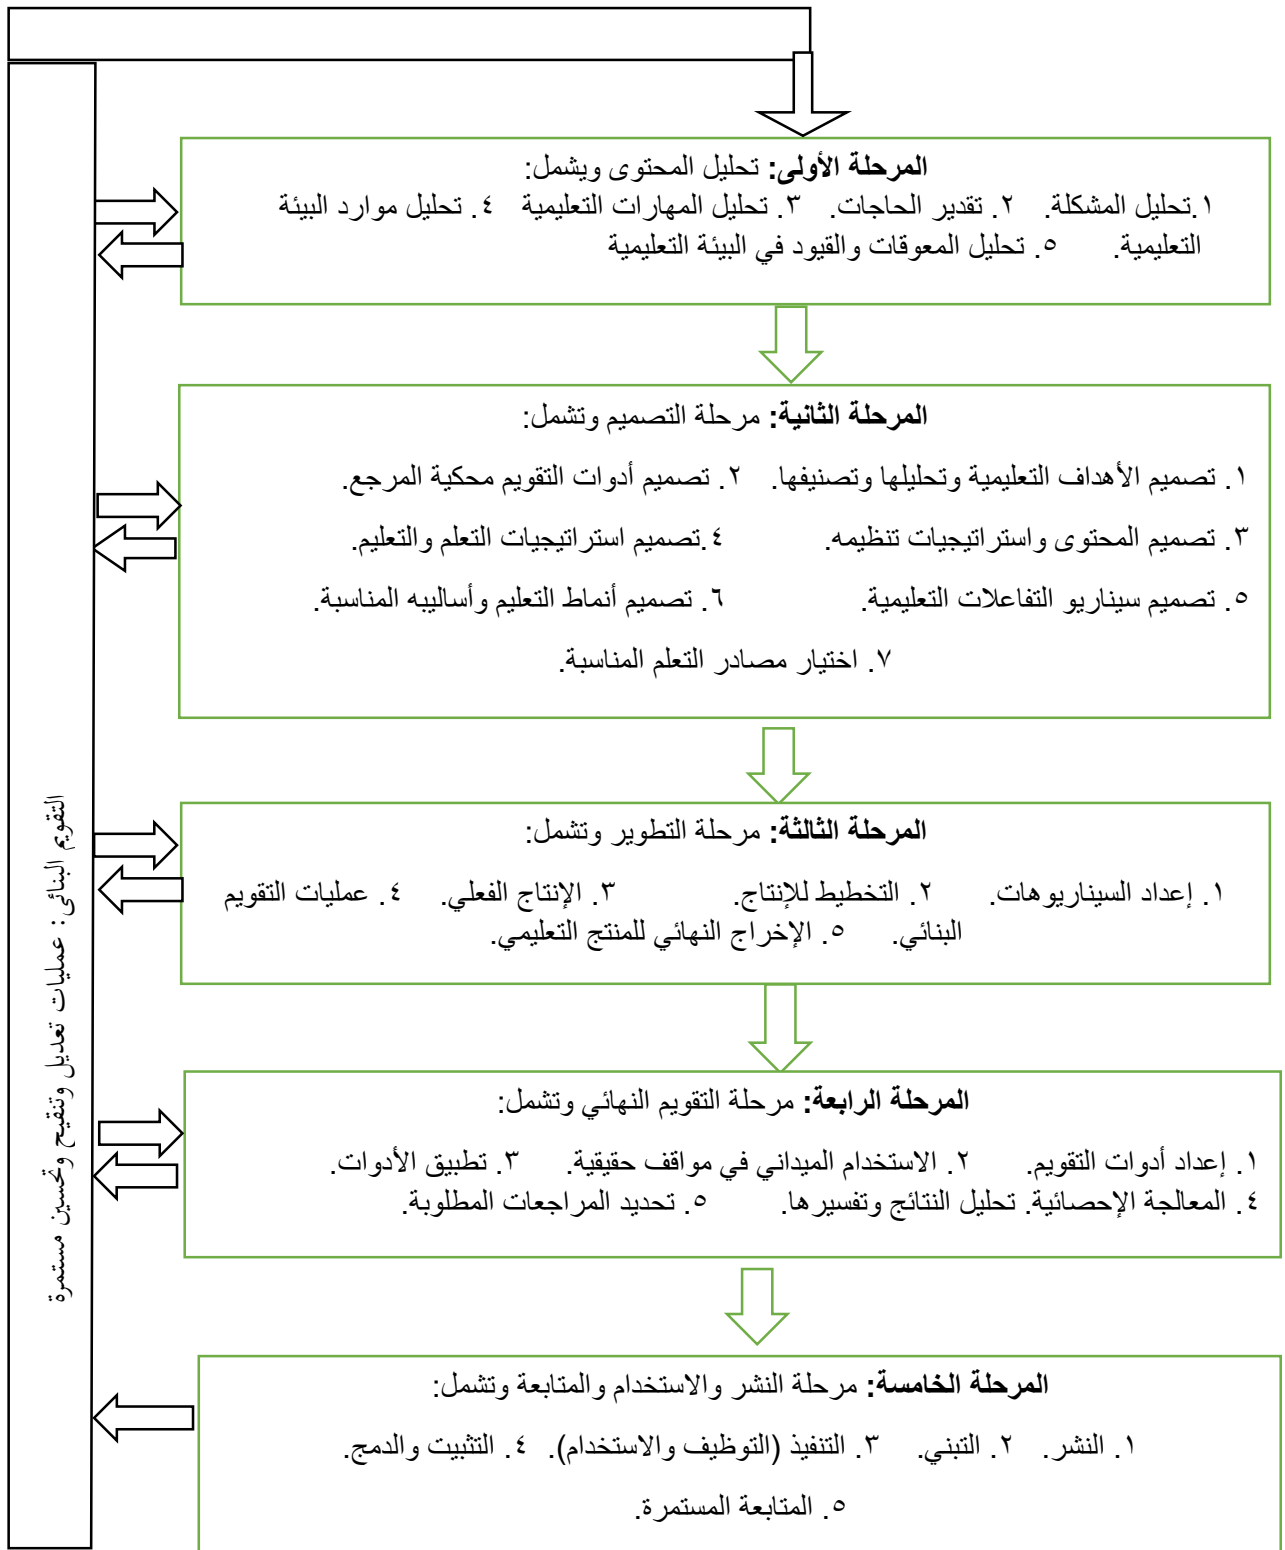 المرحلة الأولى: تحليل المحتوى ويشمل:
١.تحليل المشكلة. ٢. تقدير الحاجات. ٣. تحليل المهارات التعليمية ٤. تحليل موارد البيئة
التعليمية. ٥. تحليل المعوقات والقيود في البيئة التعليمية
المرحلة الثانية: مرحلة التصميم وتشمل:
١. تصميم الأهداف التعليمية وتحليلها وتصنيفها. ٢. تصميم أدوات التقويم محكية المرجع.
٣. تصميم المحتوى واستراتيجيات تنظيمه. ٤.تصميم استراتيجيات التعلم والتعليم.
٥. تصميم سيناريو التفاعلات التعليمية. ٦. تصميم أنماط التعليم وأساليبه المناسبة.
٧. اختيار مصادر التعلم المناسبة.
المرحلة الثالثة: مرحلة التطوير وتشمل:
١. إعداد السيناريوهات. ٢. التخطيط للإنتاج. ٣. الإنتاج الفعلي. ٤. عمليات التقويم
البنائي. ٥. الإخراج النهائي للمنتج التعليمي.
المرحلة الرابعة: مرحلة التقويم النهائي وتشمل:
١. إعداد أدوات التقويم. ٢. الاستخدام الميداني في مواقف حقيقية. ٣. تطبيق الأدوات.
٤. المعالجة الإحصائية. تحليل النتائج وتفسيرها. ٥. تحديد المراجعات المطلوبة.
المرحلة الخامسة: مرحلة النشر والاستخدام والمتابعة وتشمل:
١. النشر. ٢. التبني. ٣. التنفيذ (التوظيف والاستخدام). ٤. التثبيت والدمج.
٥. المتابعة المستمرة.
التقويم البنائى: عمليات تعديل وتنقيح وتحسين مستمرة